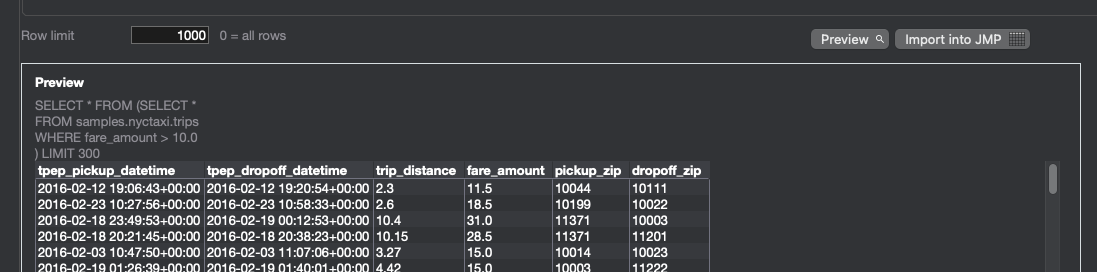 Row limit 1000 0 = all rows
Preview Import into JMP
Preview
SELECT * FROM (SELECT *
FROM samples.nyctaxi.trips
WHERE fare_amount > 10.0
) LIMIT 300
tpep_pickup_datetime tpep_dropoff_datetime trip_distance fare_amount pickup_zip dropoff_zip
2016-02-12 19:06:43+00:00 2016-02-12 19:20:54+00:00 2.3 11.5 10044 10111
2016-02-23 10:27:56+00:00 2016-02-23 10:58:33+00:00 2.6 18.5 10199 10022
2016-02-18 23:49:53+00:00 2016-02-19 00:12:53+00:00 10.4 31.0 11371 10003
2016-02-18 20:21:45+00:00 2016-02-18 20:38:23+00:00 10.15 28.5 11371 11201
2016-02-03 10:47:50+00:00 2016-02-03 11:07:06+00:00 3.27 15.0 10014 10023
2016-02-19 01:26:39+00:00 2016-02-19 01:40:01+00:00 4.42 15.0 10003 11222